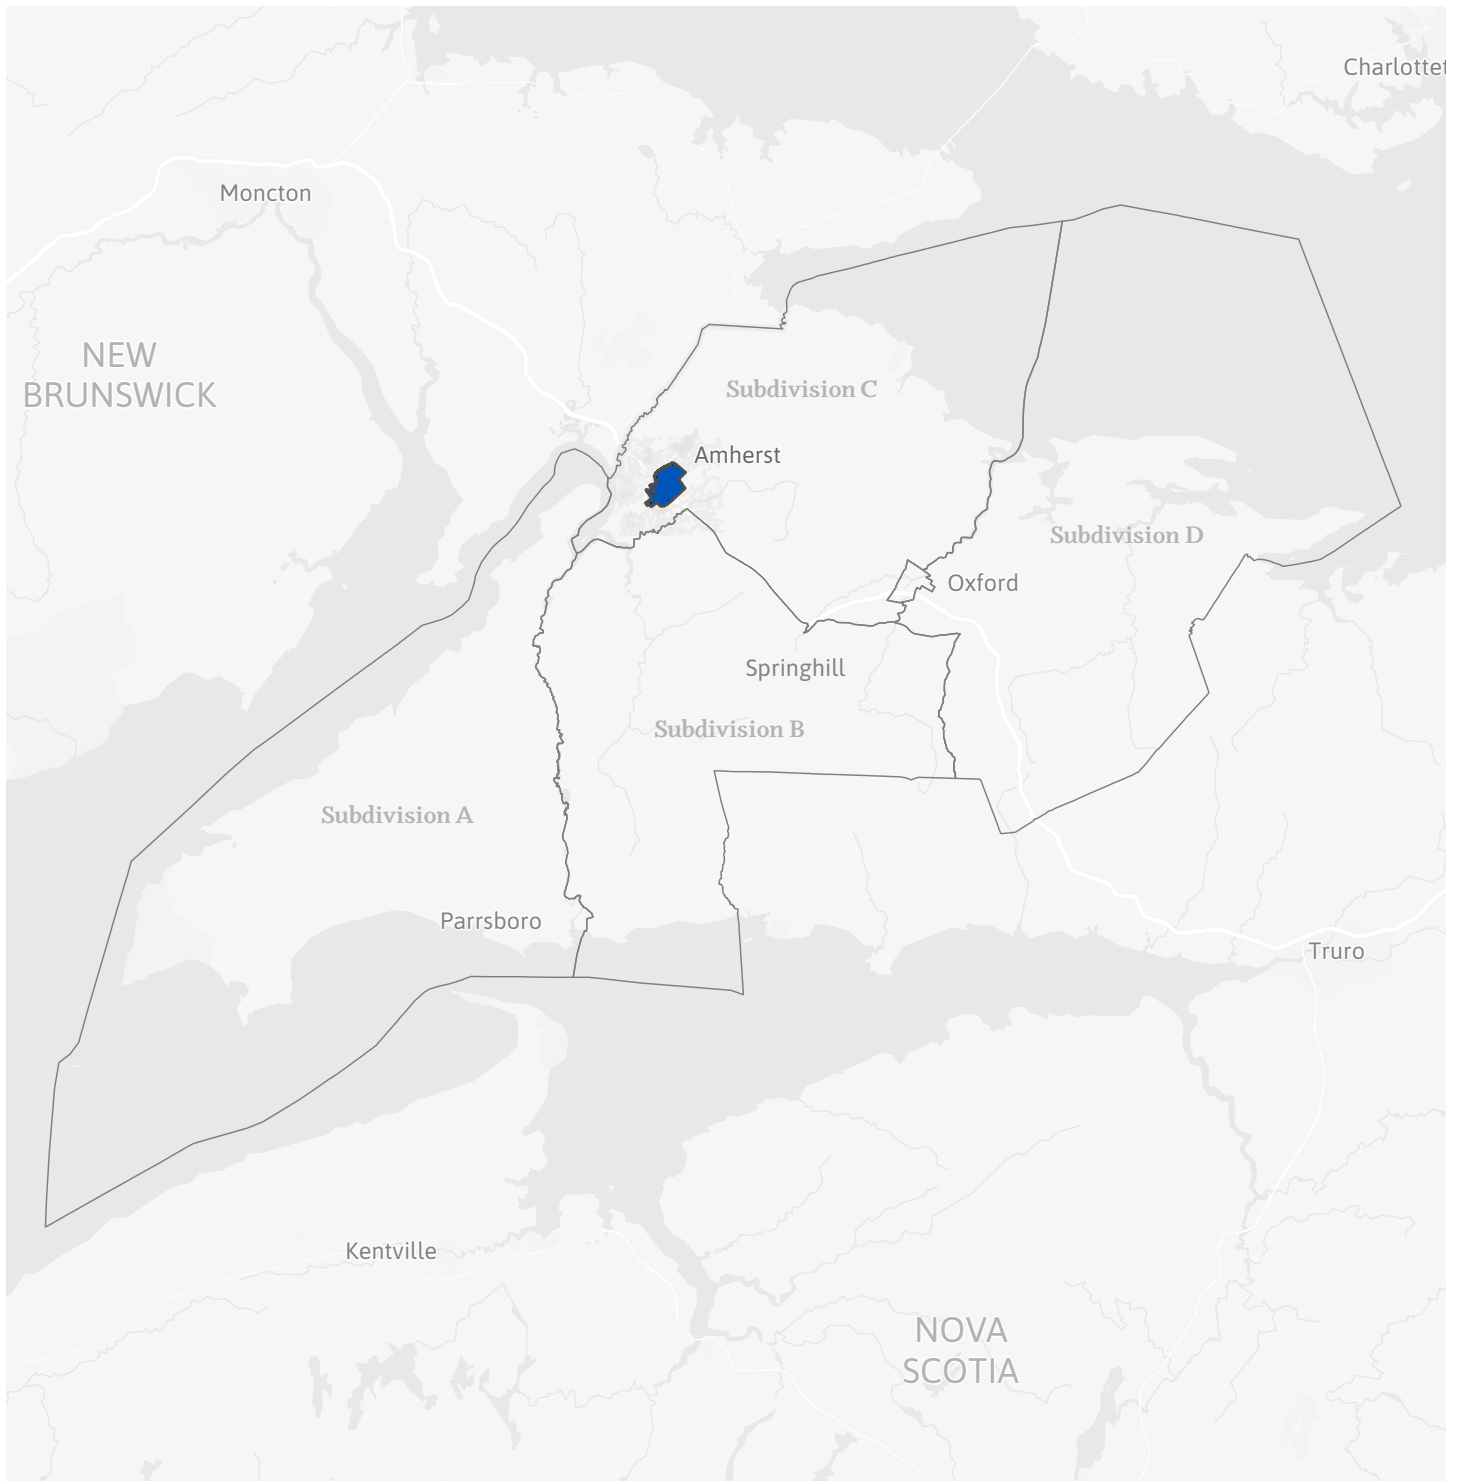 Charlottet
Moncton
NEW
BRUNSWICK
Subdivision C
Amherst
Subdivision D
Oxford
Springhill
Subdivision B
Subdivision A
Parrsboro
Truro
Kentville
NOVA
SCOTIA